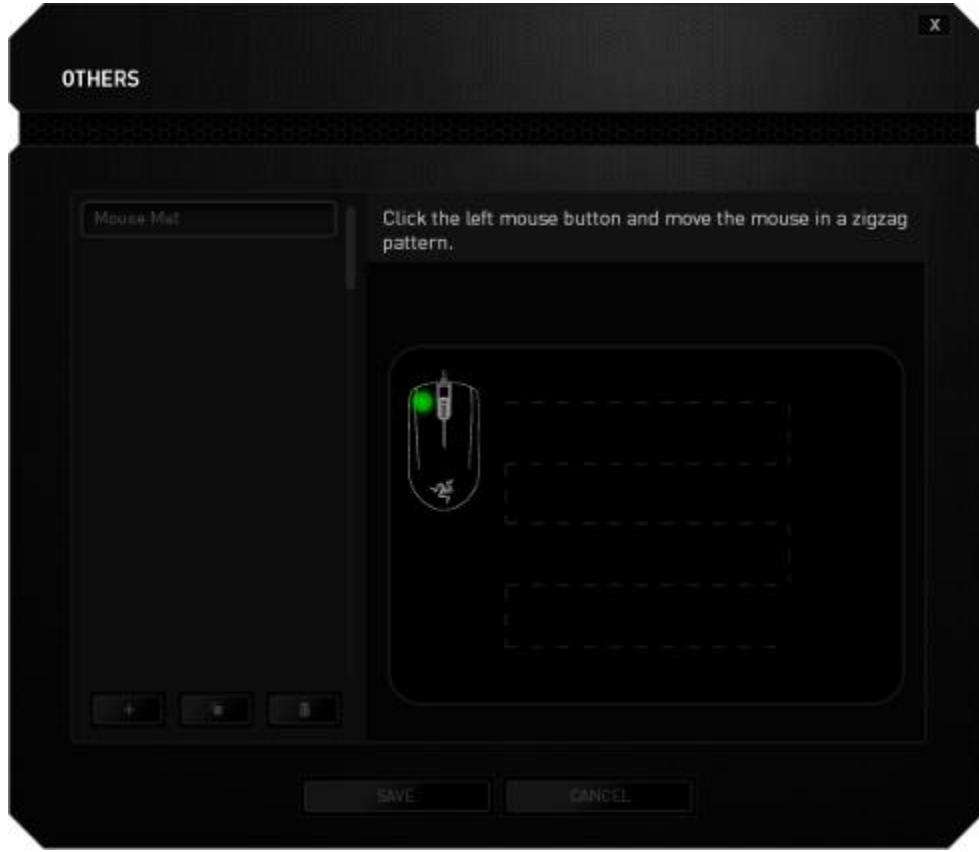 X
OTHERS
Mouse Mat
Click the left mouse button and move the mouse in a zigzag
pattern.
+
SAVE
CANCEL